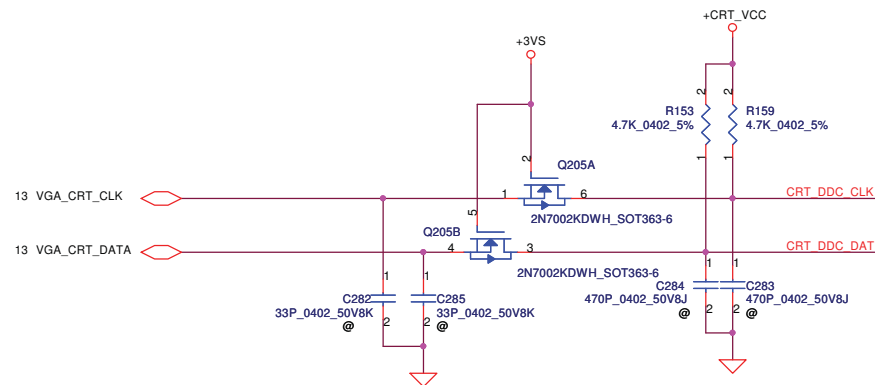 +CRT_VCC
+3VS
2
2
R153
R159
4.7K_0402_5%
4.7K_0402_5%
2
Q205A
1
1
13 VGA_CRT_CLK
1
6
CRT_DDC_CLK
5
2N7002KDWH_SOT363-6
Q205B
13 VGA_CRT_DATA
4
3
CRT_DDC_DAT
1
1
2N7002KDWH_SOT363-6
1
1
C282
C285
C284
C283
33P_0402_50V8K
33P_0402_50V8K
470P_0402_50V8J
470P_0402_50V8J
2
2
2
2
@
@
@
@